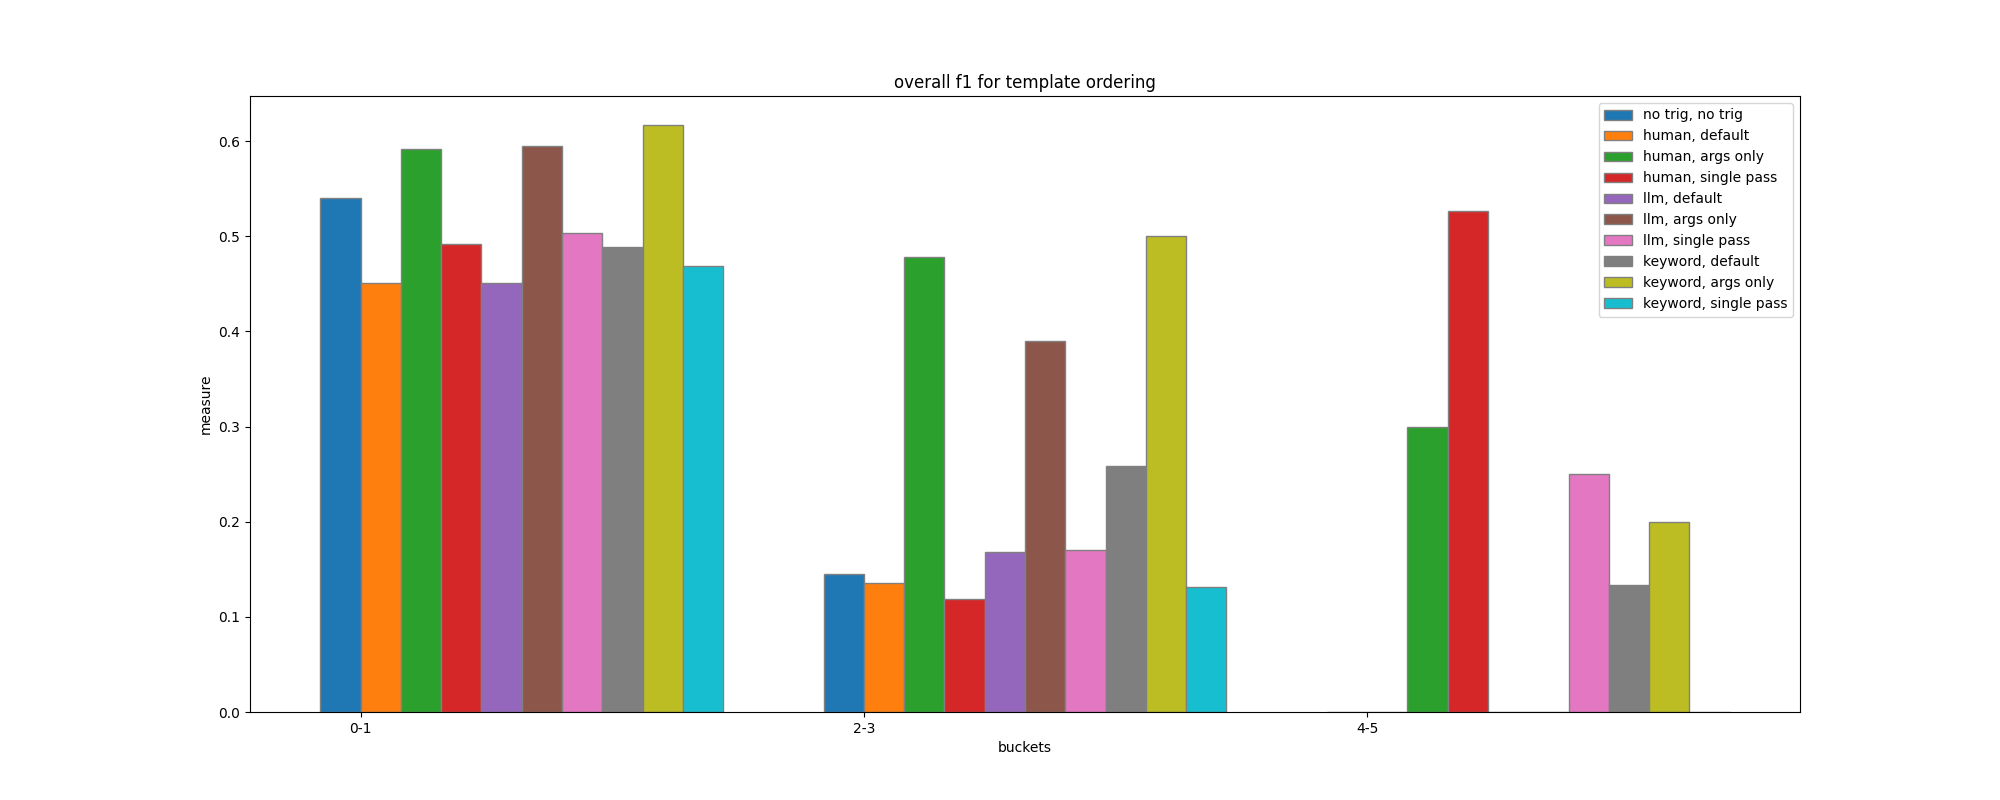 overall f1 for template ordering
no trig, no trig
human, default
human, args only
human, single pass
llm, default
llm, args only
llm, single pass
keyword, default
keyword, args only
keyword, single pass
measure
0.6
0.5
0.4
0.3
0.2
0.1
0.0
0-1
2-3
4-5
buckets